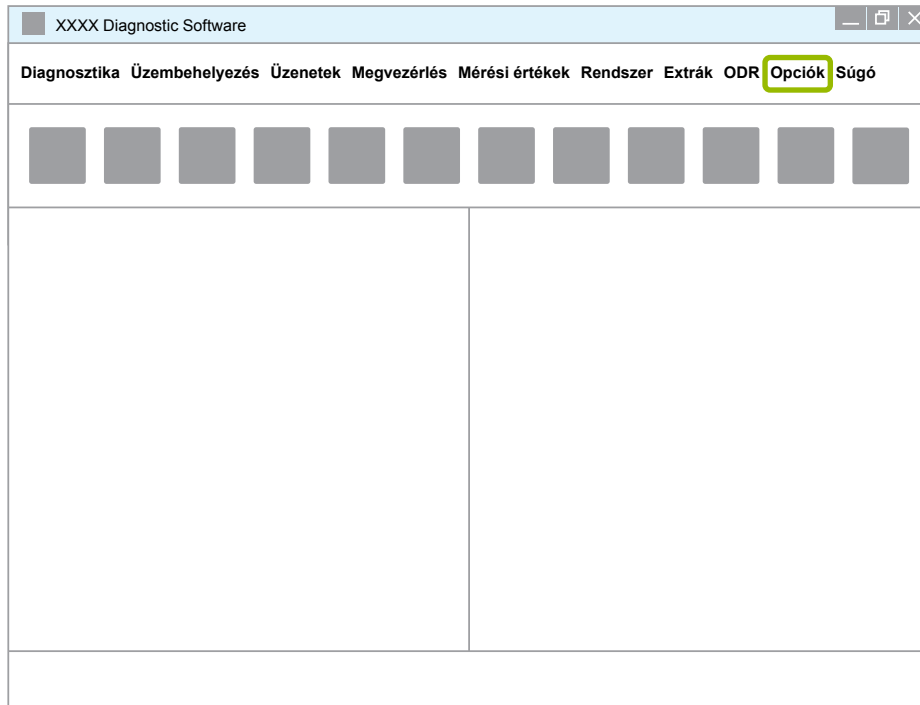 XXXX Diagnostic Software
Diagnosztika Üzembehelyezés Üzenetek Megvezérlés Mérési értékek Rendszer Extrák ODR Opciók Súgó